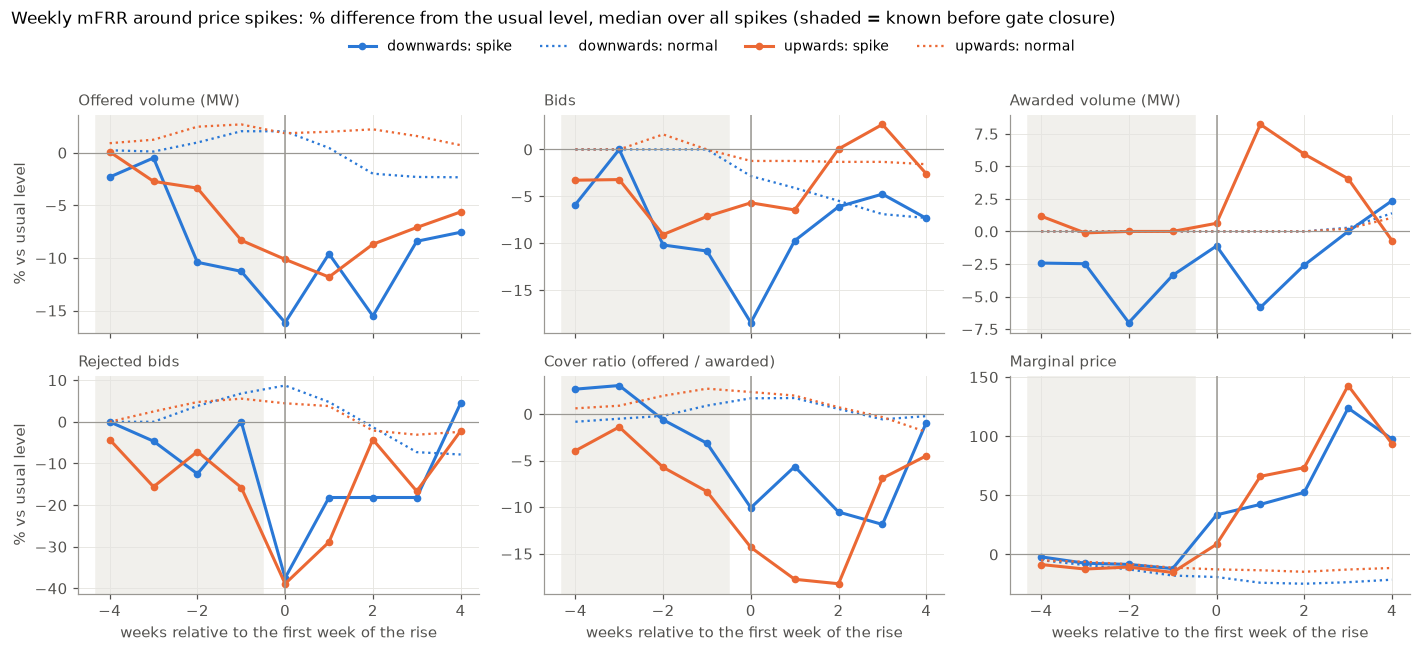 Weekly mFRR around price spikes: % difference from the usual level, median over all spikes (shaded = known before gate closure)
downwards: spike downwards: normal upwards: spike upwards: normal
Offered volume (MW)
0
−5
−10
−15
% vs usual level
Bids
0
−5
−10
−15
Awarded volume (MW)
7.5
5.0
2.5
0.0
−2.5
−5.0
−7.5
Rejected bids
10
0
−10
−20
−30
−40
% vs usual level
−4 −2 0 2 4
weeks relative to the first week of the rise
Cover ratio (offered / awarded)
0
−5
−10
−15
−4 −2 0 2 4
weeks relative to the first week of the rise
Marginal price
150
100
50
0
−4 −2 0 2 4
weeks relative to the first week of the rise